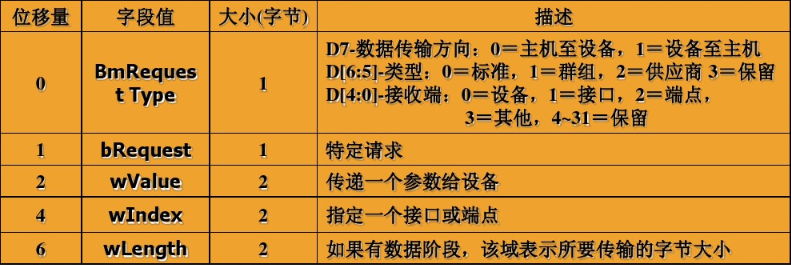 位移量 字段值 大小(字节) 描述
0 BmReques
t Type 1 D7-数据传输方向：0＝主机至设备，1＝设备至主机
D[6:5]-类型：0＝标准，1＝群组，2＝供应商 3＝保留
D[4:0]-接收端：0＝设备，1＝接口，2＝端点，
3＝其他，4~31＝保留
1 bRequest 1 特定请求
2 wValue 2 传递一个参数给设备
4 wIndex 2 指定一个接口或端点
6 wLength 2 如果有数据阶段，该域表示所要传输的字节大小